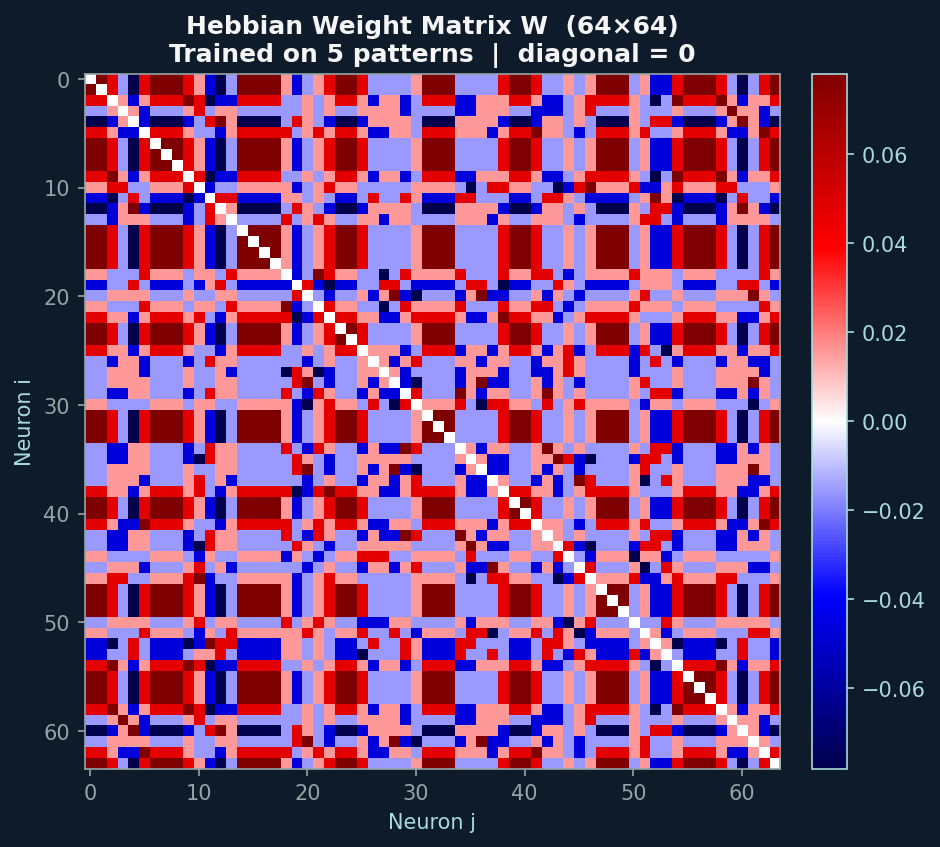 Hebbian Weight Matrix W  (64×64)
Trained on 5 patterns  |  diagonal = 0
Neuron i
0
10
20
30
40
50
60
0 10 20 30 40 50 60
Neuron j
0.06
0.04
0.02
0.00
−0.02
−0.04
−0.06